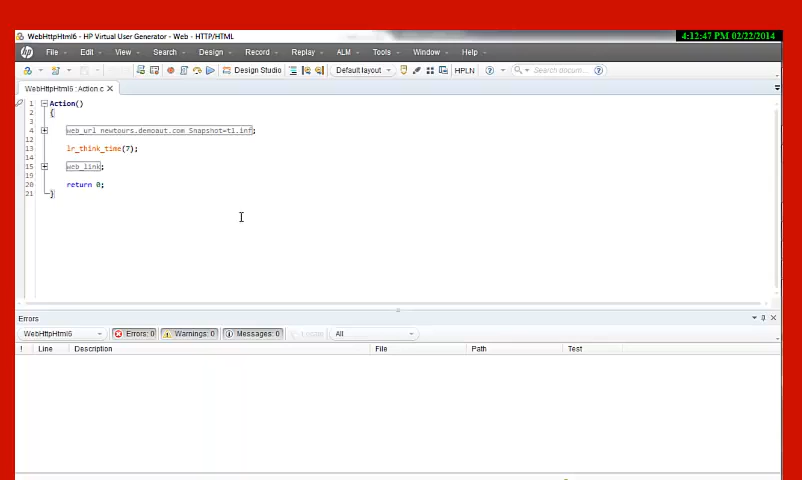 WebHttpHtml6 - HP Virtual User Generator - Web - HTTP/HTML
4:12:47 PM 02/22/2014
hp File Edit View Search Design Record Replay ALM Tools Window Help
Design Studio Default layout HPLN Search docum...
WebHttpHtml6 : Action.c
1 Action()
2 {
3
4 web_url newtours.demoaut.com Snapshot=t1.inf;
12
13 lr_think_time(7);
14
15 web_link;
19
20 return 0;
21 }
Errors
WebHttpHtml6 Errors: 0 Warnings: 0 Messages: 0 Locate All
! Line Description File Path Test